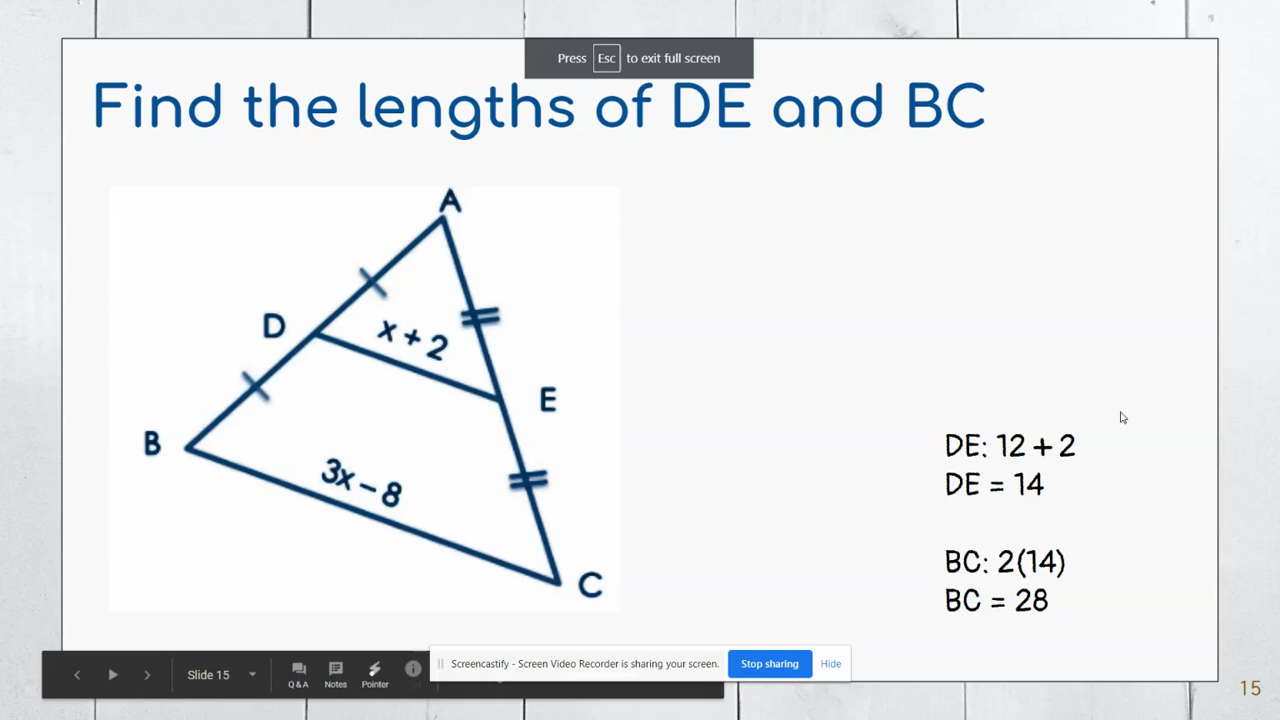 Press Esc to exit full screen
Find the lengths of DE and BC
A
D
x + 2
E
B
3x - 8
C
DE: 12 + 2
DE = 14
BC: 2(14)
BC = 28
Slide 15
Q & A
Notes
Pointer
Screencastify - Screen Video Recorder is sharing your screen.
Stop sharing
Hide
15